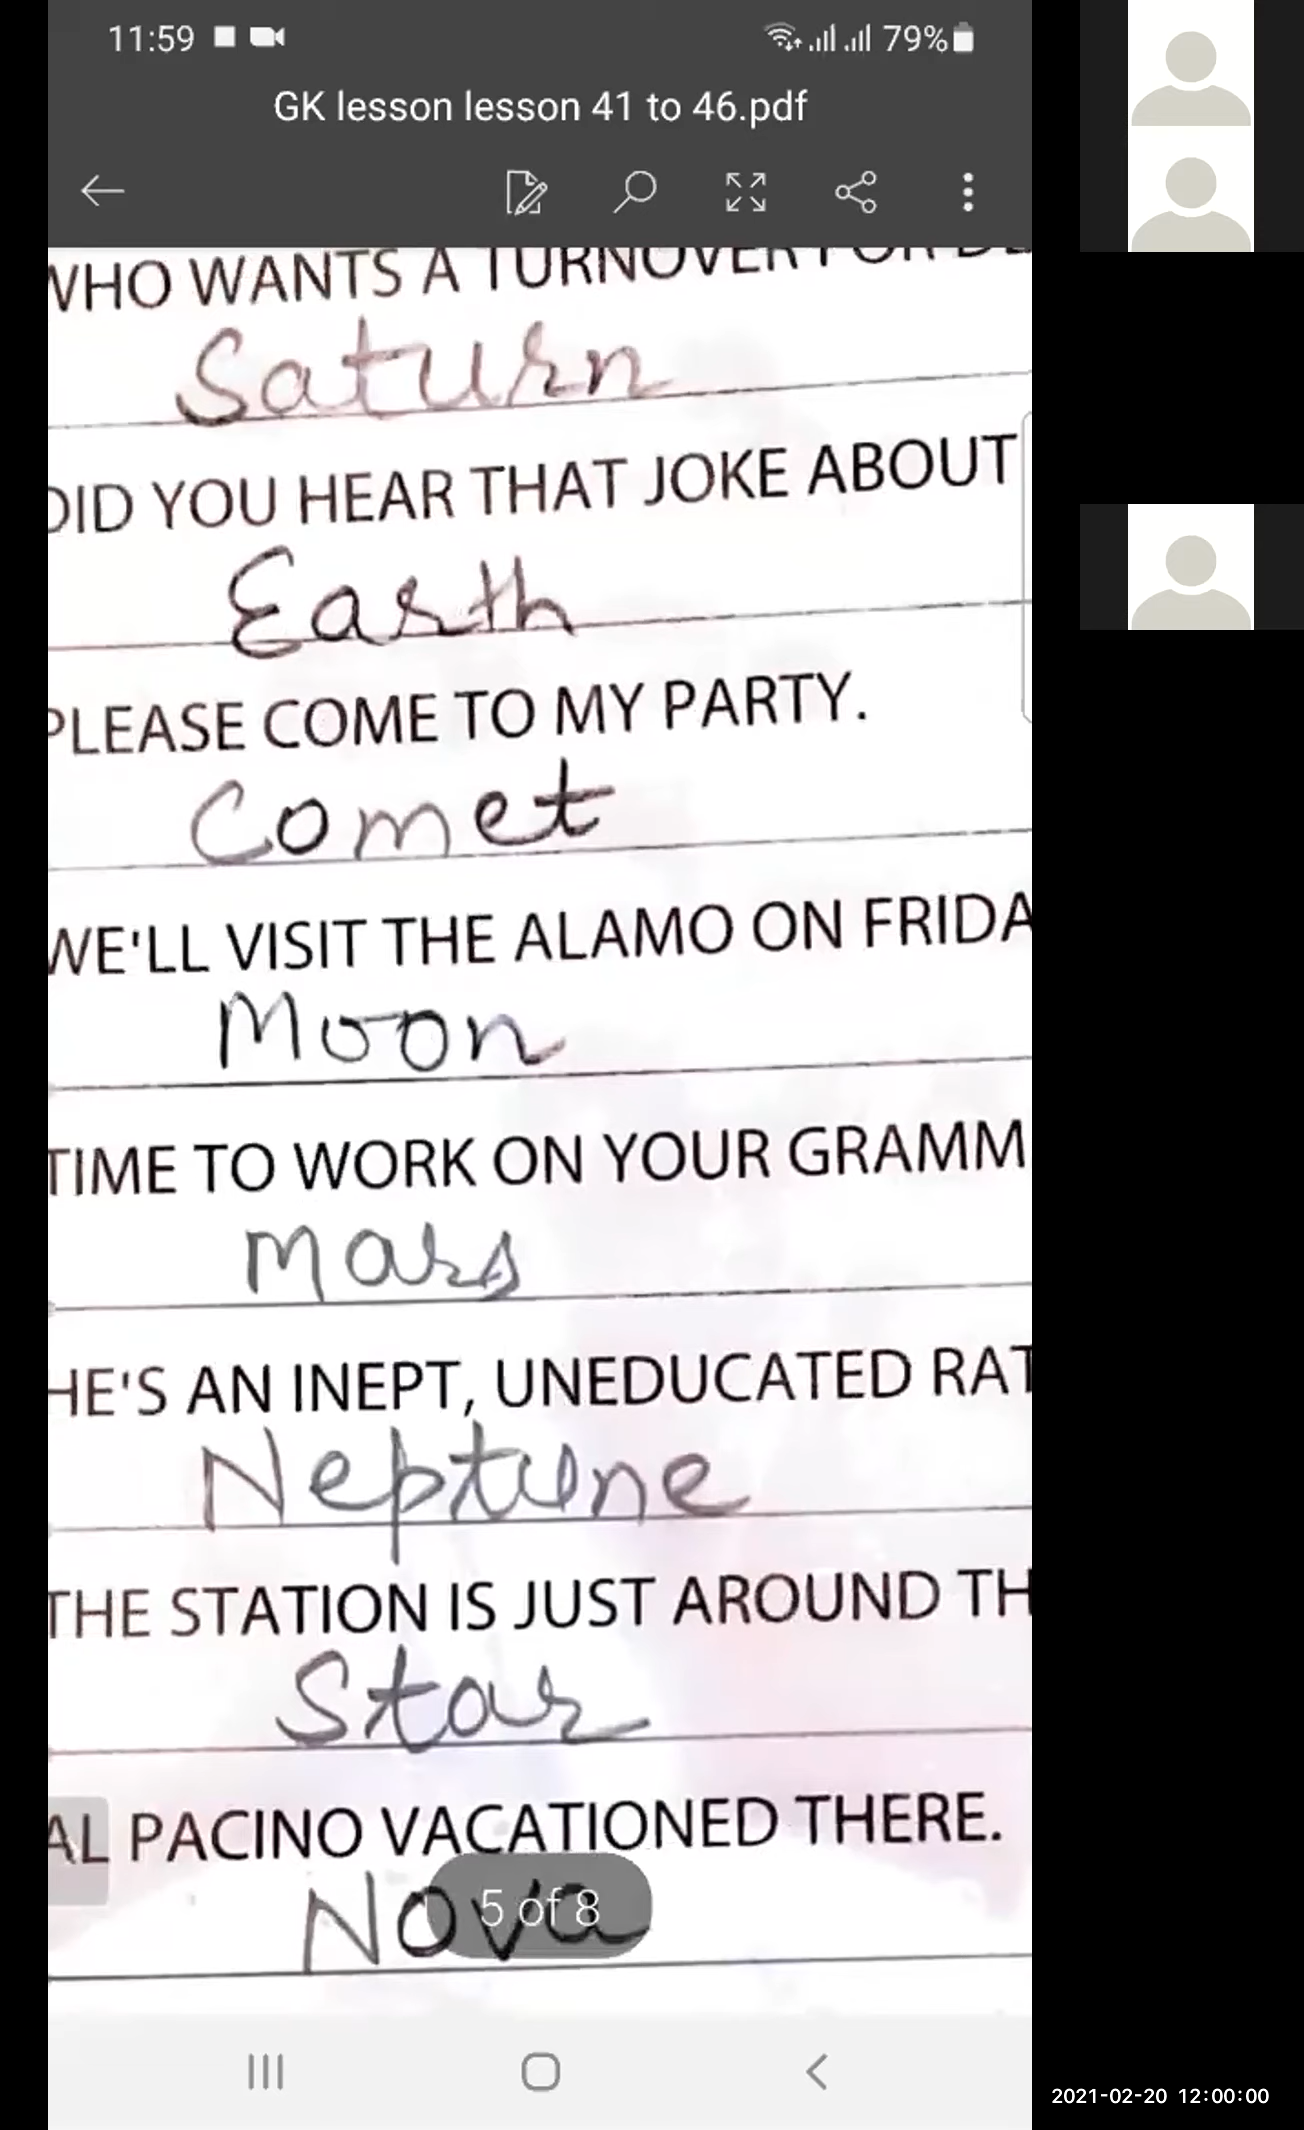 11:59 79%
GK lesson lesson 41 to 46.pdf
WHO WANTS A TURNOVER FOR
Saturn
DID YOU HEAR THAT JOKE ABOUT
Earth
PLEASE COME TO MY PARTY.
Comet
WE'LL VISIT THE ALAMO ON FRIDA
Moon
TIME TO WORK ON YOUR GRAMM
Mars
HE'S AN INEPT, UNEDUCATED RAT
Neptune
THE STATION IS JUST AROUND TH
Star
AL PACINO VACATIONED THERE.
Nova
5 of 8
2021-02-20 12:00:00